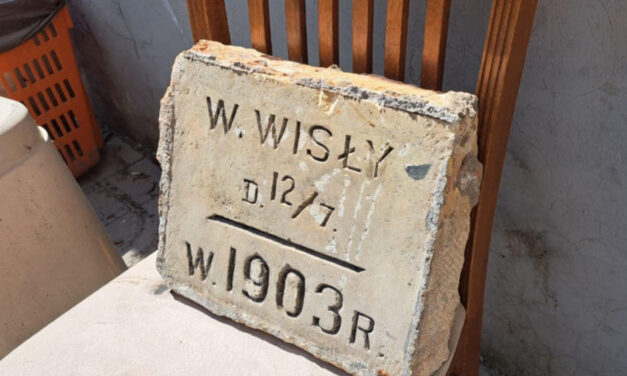 W. WISŁY
D. 12/7.
W. 1903 R.